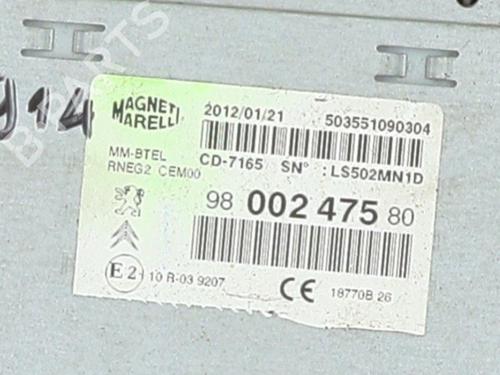 914
MAGNETI
MARELLI
2012/01/21 503551090304
MM-BTEL
RNEG2 CEM00
CD-7165 SN° : LS502MN1D
98 002 475 80
E2 10 R-03 9207
CE 18770B 26